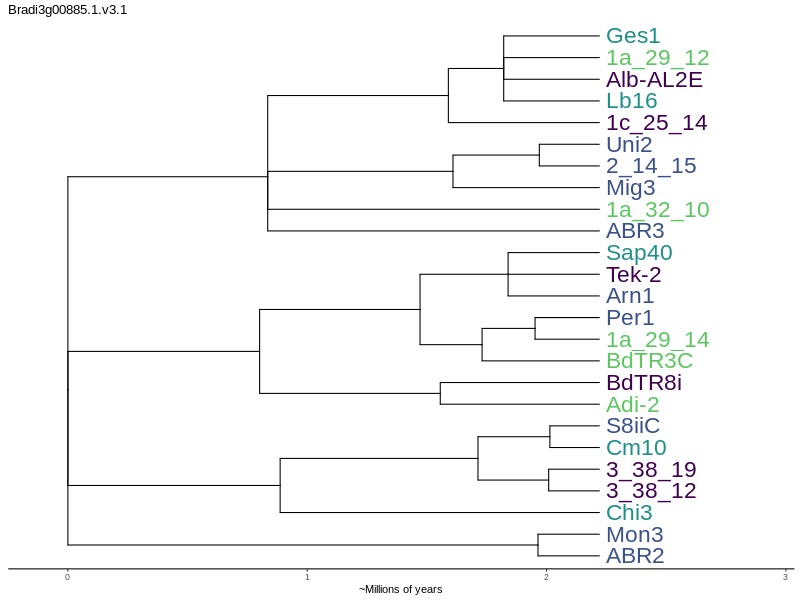 Bradi3g00885.1.v3.1
Ges1
1a_29_12
Alb-AL2E
Lb16
1c_25_14
Uni2
2_14_15
Mig3
1a_32_10
ABR3
Sap40
Tek-2
Arn1
Per1
1a_29_14
BdTR3C
BdTR8i
Adi-2
S8iiC
Cm10
3_38_19
3_38_12
Chi3
Mon3
ABR2
0 1 2 3
~Millions of years